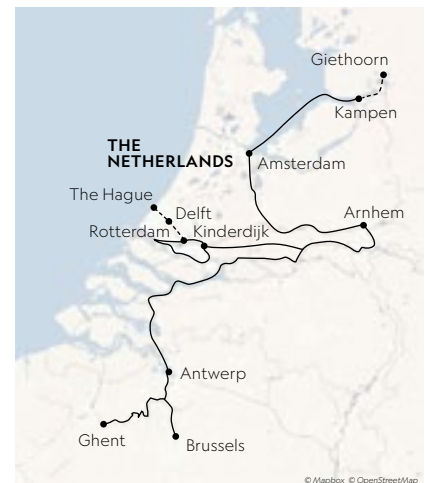 Giethoorn
Kampen
THE
NETHERLANDS
Amsterdam
The Hague
Delft
Arnhem
Rotterdam
Kinderdijk
Antwerp
Ghent
Brussels
© Mapbox © OpenStreetMap